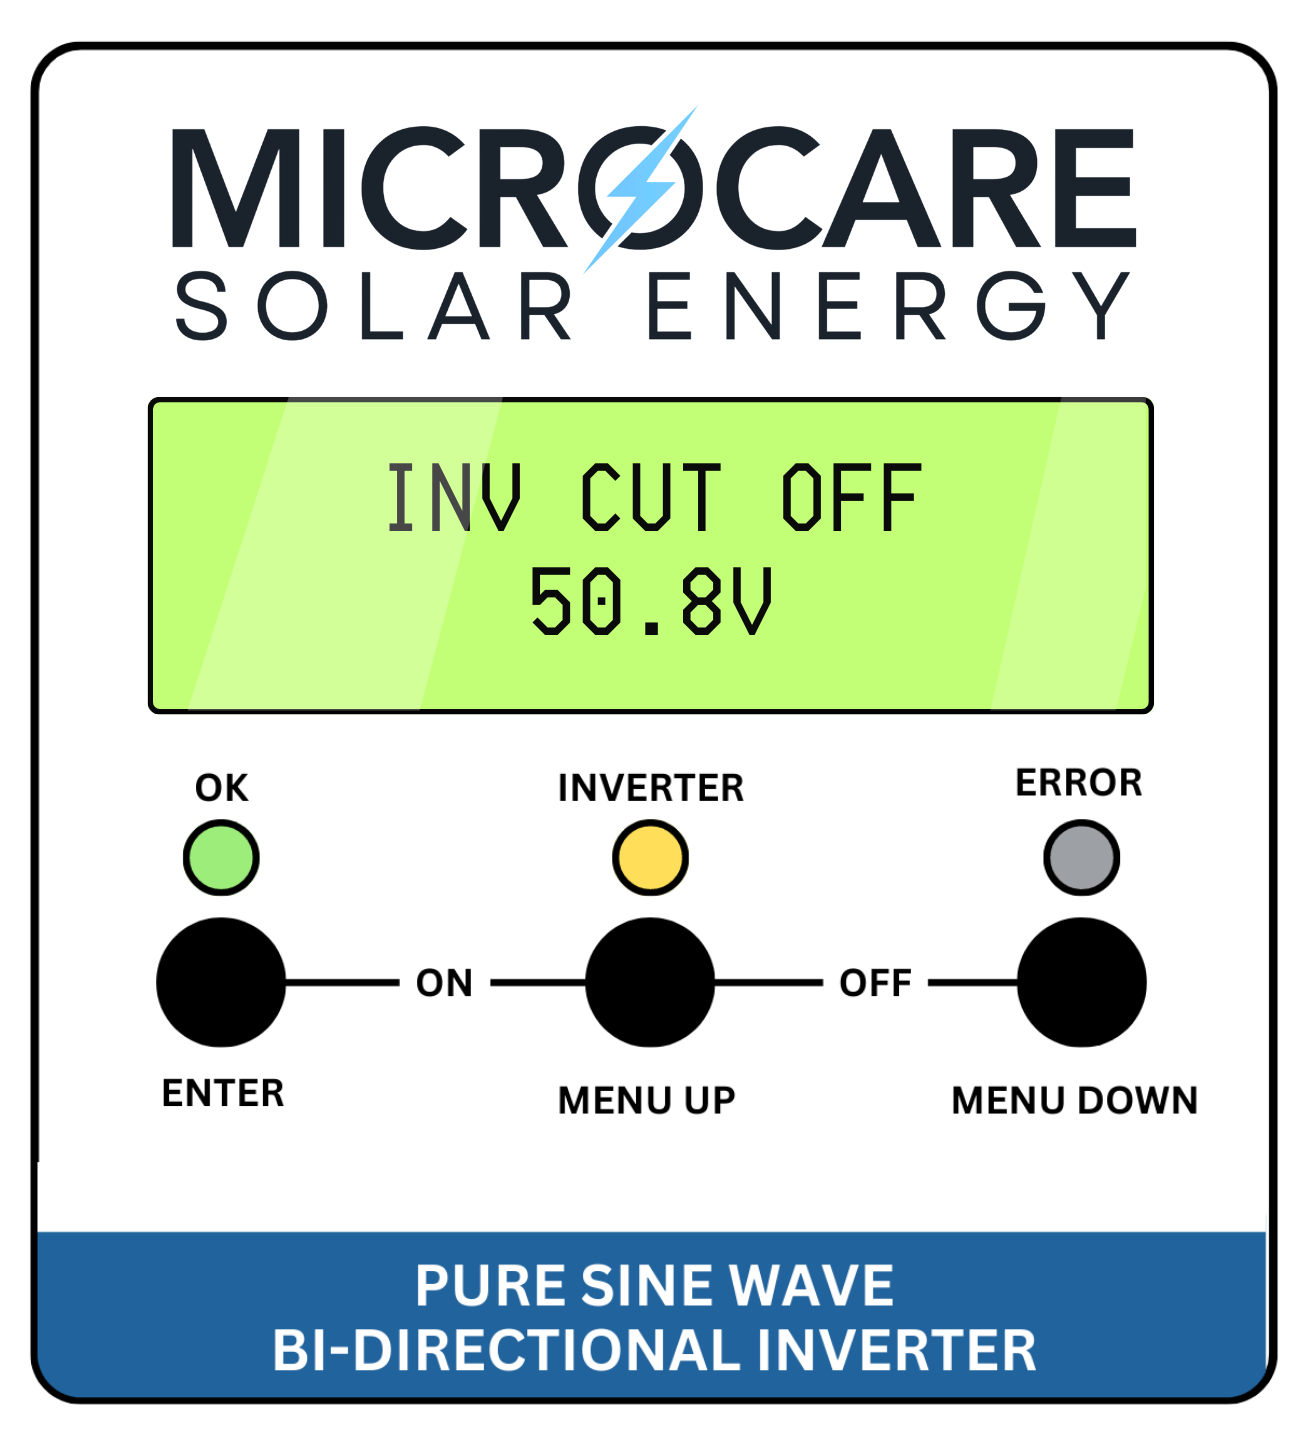 MICROCARE
SOLAR ENERGY
INV CUT OFF
50.8V
OK INVERTER ERROR
ON OFF
ENTER MENU UP MENU DOWN
PURE SINE WAVE
BI-DIRECTIONAL INVERTER